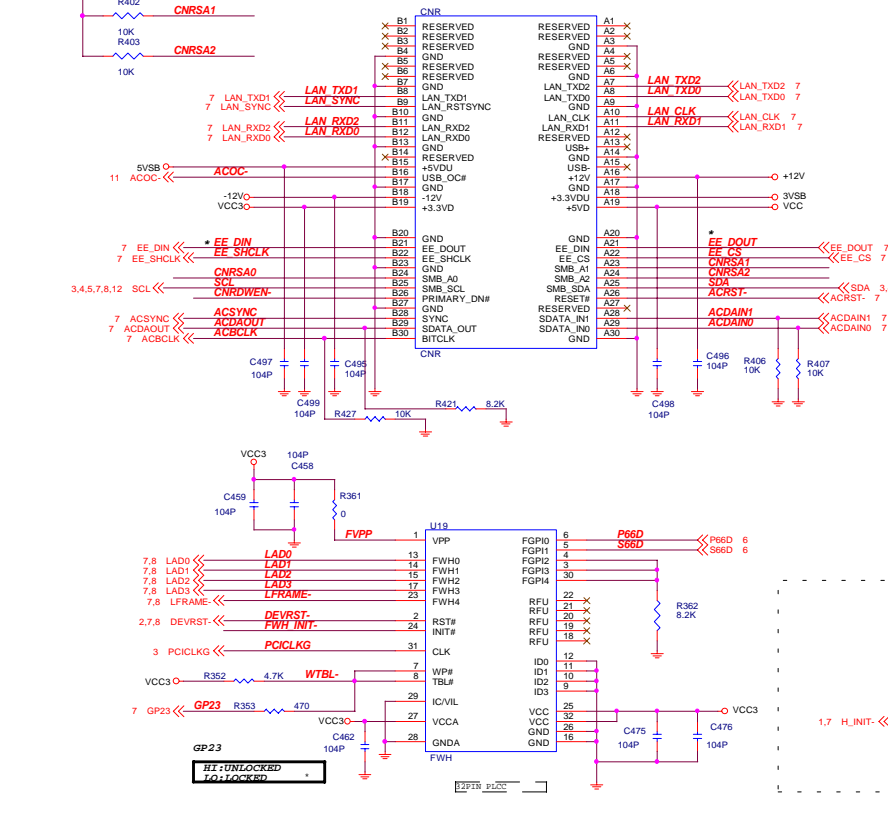 R402
CNRSA1
10K
R403
CNRSA2
10K
CNR
B1 RESERVED RESERVED A1
B2 RESERVED RESERVED A2
B3 RESERVED GND A3
B4 GND RESERVED A4
B5 RESERVED RESERVED A5
B6 RESERVED GND A6
7 LAN_TXD1 LAN_TXD1 B7 GND LAN_TXD2 A7 LAN_TXD2 LAN_TXD2 7
B8 LAN_TXD1 LAN_TXD0 A8 LAN_TXD0 LAN_TXD0 7
7 LAN_SYNC LAN_SYNC B9 LAN_RSTSYNC GND A9
B10 GND LAN_CLK A10 LAN_CLK LAN_CLK 7
7 LAN_RXD2 LAN_RXD2 B11 LAN_RXD2 LAN_RXD1 A11 LAN_RXD1 LAN_RXD1 7
7 LAN_RXD0 LAN_RXD0 B12 LAN_RXD0 RESERVED A12
B13 GND USB+ A13
B14 RESERVED GND A14
5VSB B15 +5VDU USB- A15
11 ACOC- ACOC- B16 USB_OC# +12V A16 +12V
B17 GND GND A17
-12V B18 -12V +3.3VDU A18 3VSB
VCC3 B19 +3.3VD +5VD A19 VCC
B20 GND GND A20
7 EE_DIN * EE_DIN B21 EE_DOUT EE_DIN A21 * EE_DOUT EE_DOUT 7
7 EE_SHCLK EE_SHCLK B22 EE_SHCLK EE_CS A22 EE_CS EE_CS 7
B23 GND SMB_A1 A23 CNRSA1
CNRSA0 B24 SMB_A0 SMB_A2 A24 CNRSA2
3,4,5,7,8,12 SCL SCL B25 SMB_SCL SMB_SDA A25 SDA SDA 3,
CNRDWEN- B26 PRIMARY_DN# RESET# A26 ACRST- ACRST- 7
B27 GND RESERVED A27
7 ACSYNC ACSYNC B28 SYNC SDATA_IN1 A28 ACDAIN1 ACDAIN1 7
7 ACDAOUT ACDAOUT B29 SDATA_OUT SDATA_IN0 A29 ACDAIN0 ACDAIN0 7
7 ACBCLK ACBCLK B30 BITCLK GND A30
CNR
C497 104P
C499 104P
C495 104P
C498 104P
C496 104P
R406 10K
R407 10K
R421 8.2K
R427 10K
VCC3
104P
C458
C459
104P
R361
0
U19
FVPP 1 VPP FGPI0 6 P66D P66D 6
FGPI1 5 S66D S66D 6
7,8 LAD0 LAD0 13 FWH0 FGPI2 4
7,8 LAD1 LAD1 14 FWH1 FGPI3 3
7,8 LAD2 LAD2 15 FWH2 FGPI4 30
7,8 LAD3 LAD3 17 FWH3
7,8 LFRAME- LFRAME- 23 FWH4 RFU 22
RFU 21
2,7,8 DEVRST- DEVRST- 2 RST# RFU 20
FWH_INIT- 24 INIT# RFU 19
RFU 18
R362
8.2K
3 PCICLKG PCICLKG 31 CLK
ID0 12
VCC3 R352 4.7K WTBL- 7 WP# ID1 11
8 TBL# ID2 10
ID3 9
7 GP23 GP23 R353 470 29 IC/VIL
VCC 25 VCC3
VCC3 27 VCCA VCC 32
GND 26
28 GNDA GND 16
C462
104P
C475
104P
C476
104P
1,7 H_INIT-
FWH
GP23
HI:UNLOCKED
LO:LOCKED *
32PIN PLCC